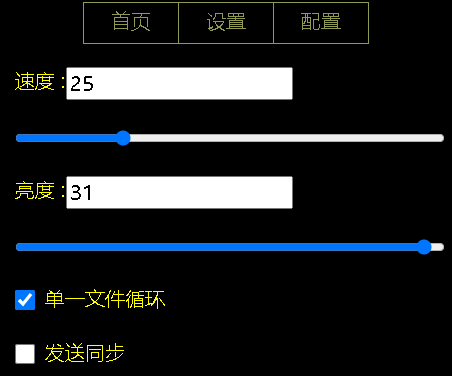 首页 设置 配置
速度：25
亮度：31
单一文件循环
发送同步